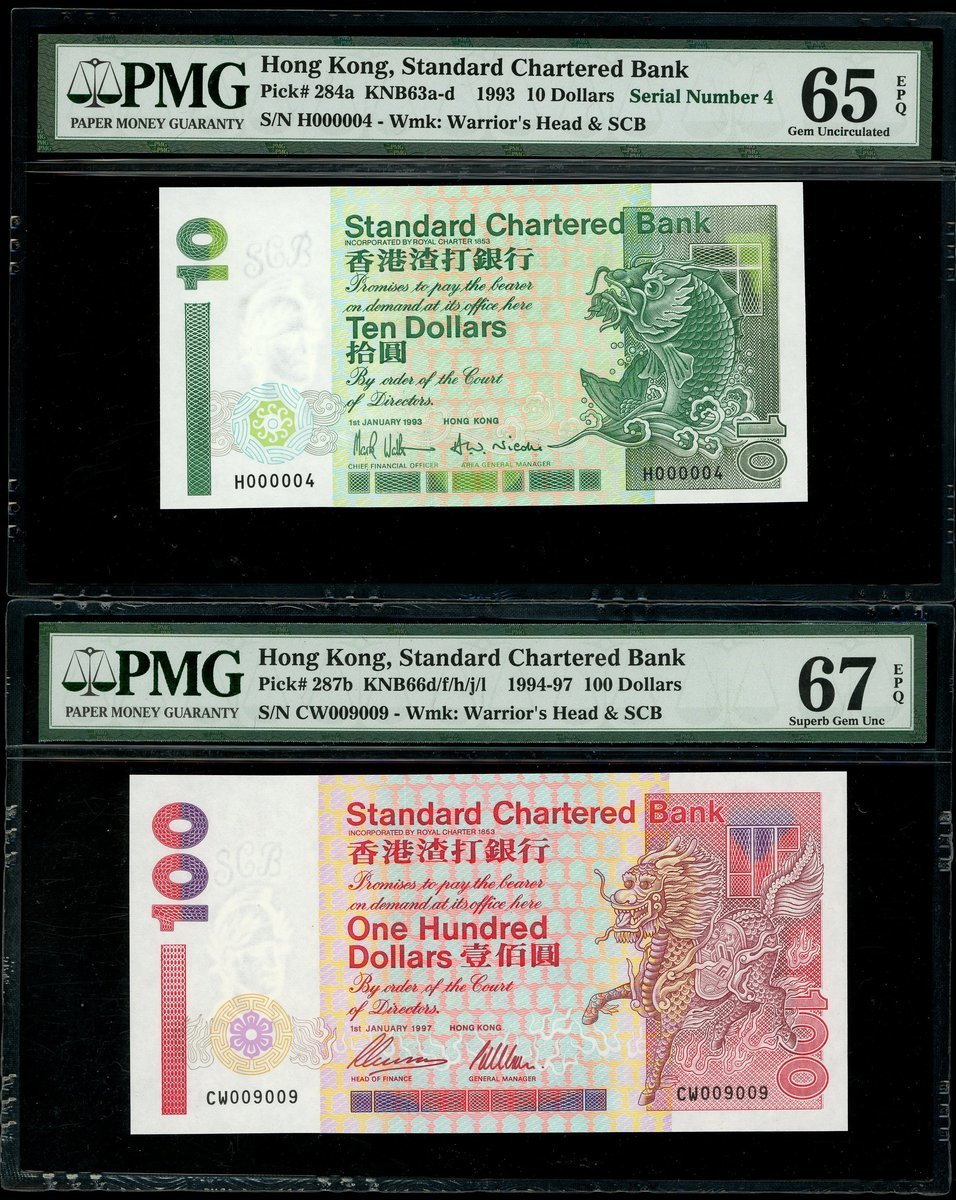 PMG
PAPER MONEY GUARANTY
Hong Kong, Standard Chartered Bank
Pick# 284a KNB63a-d 1993 10 Dollars Serial Number 4
S/N H000004 - Wmk: Warrior's Head & SCB
65 EPQ
Gem Uncirculated
10
SCB
Standard Chartered Bank
INCORPORATED BY ROYAL CHARTER 1853
香港渣打銀行
Promises to pay the bearer
on demand at its office here
Ten Dollars
拾圓
By order of the Court
of Directors.
1st JANUARY 1993 HONG KONG
CHIEF FINANCIAL OFFICER AREA GENERAL MANAGER
H000004
H000004
10
PMG
PAPER MONEY GUARANTY
Hong Kong, Standard Chartered Bank
Pick# 287b KNB66d/f/h/j/l 1994-97 100 Dollars
S/N CW009009 - Wmk: Warrior's Head & SCB
67 EPQ
Superb Gem Unc
100
SCB
Standard Chartered Bank
INCORPORATED BY ROYAL CHARTER 1853
香港渣打銀行
Promises to pay the bearer
on demand at its office here
One Hundred
Dollars 壹佰圓
By order of the Court
of Directors.
1st JANUARY 1997 HONG KONG
HEAD OF FINANCE GENERAL MANAGER
CW009009
CW009009
100